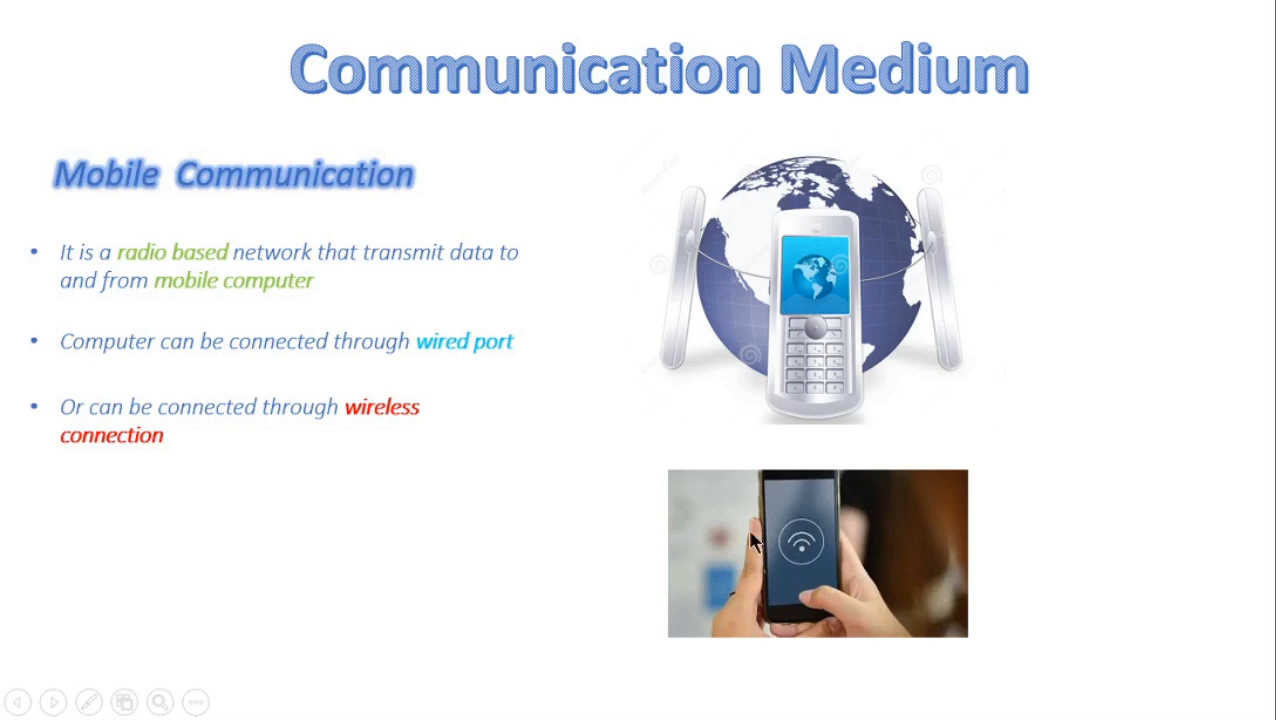 Communication Medium
Mobile Communication
• It is a radio based network that transmit data to
and from mobile computer
• Computer can be connected through wired port
• Or can be connected through wireless
connection